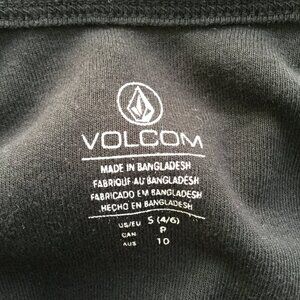 VOLCOM
MADE IN BANGLADESH
FABRIQUÉ AU BANGLADESH
FABRICADO EM BANGLADESH
HECHO EN BANGLADESH
US/EU S (4/6)
CAN. P
AUS 10